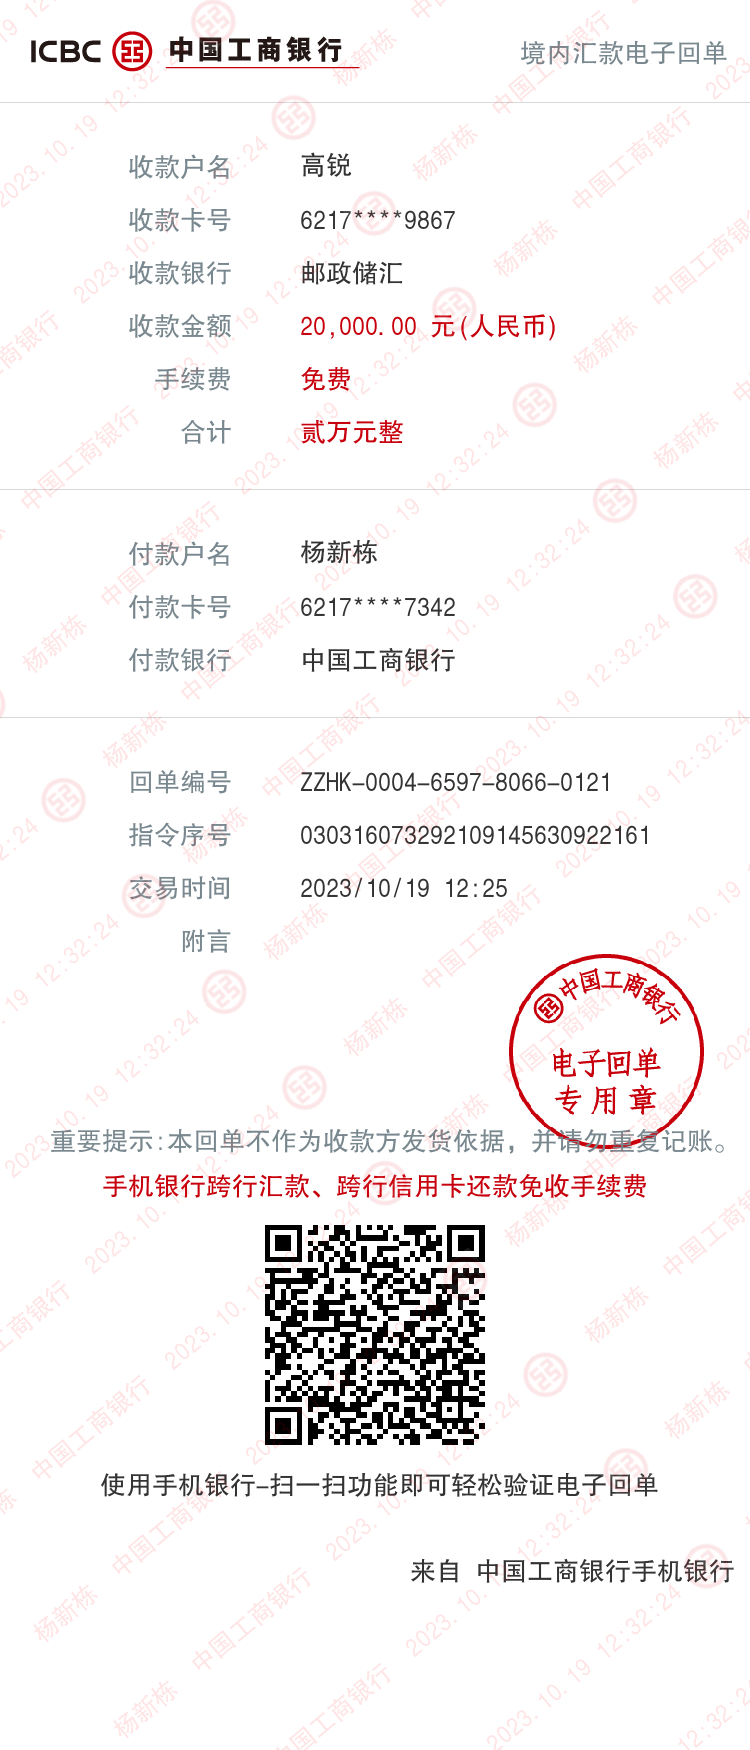 ICBC 中国工商银行
境内汇款电子回单
收款户名 高锐
收款卡号 6217****9867
收款银行 邮政储汇
收款金额 20,000.00 元(人民币)
手续费 免费
合计 贰万元整
付款户名 杨新栋
付款卡号 6217****7342
付款银行 中国工商银行
回单编号 ZZHK-0004-6597-8066-0121
指令序号 030316073292109145630922161
交易时间 2023/10/19 12:25
附言
中国工商银行
电子回单
专用章
重要提示:本回单不作为收款方发货依据，并请勿重复记账。
手机银行跨行汇款、跨行信用卡还款免收手续费
使用手机银行-扫一扫功能即可轻松验证电子回单
来自 中国工商银行手机银行
杨新栋 中国工商银行 2023.10.19 12:32:24